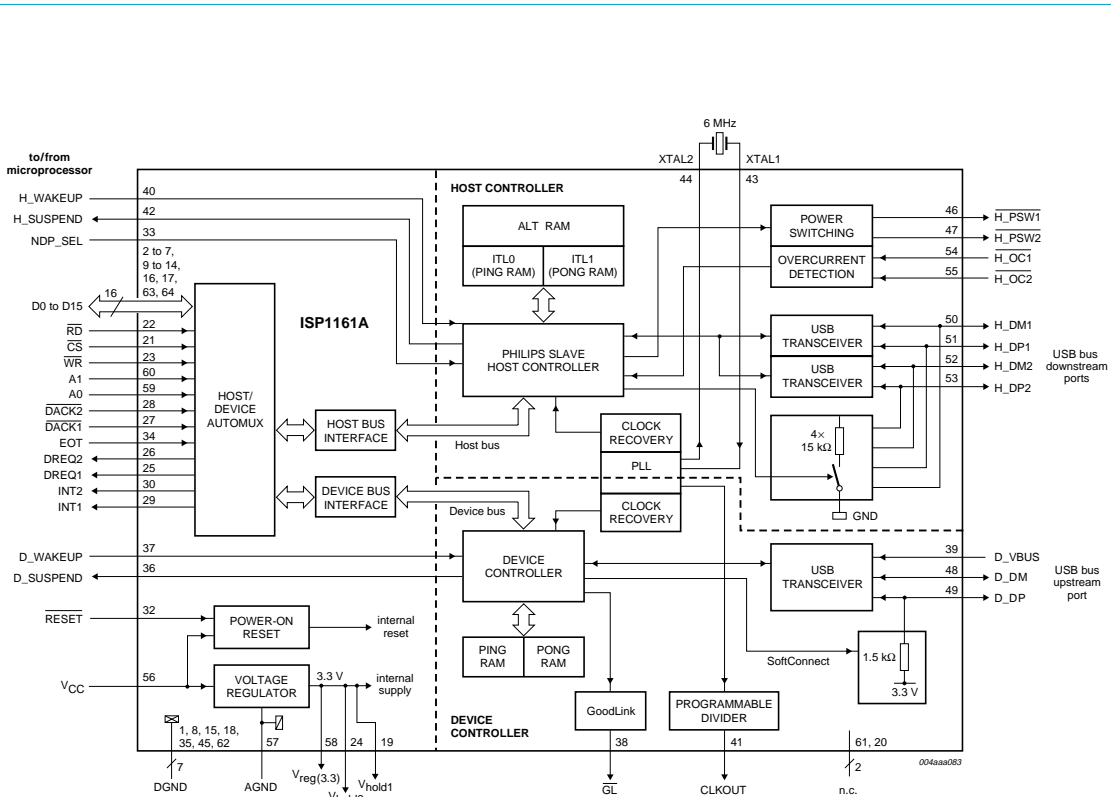 6 MHz
to/from
microprocessor
XTAL2
XTAL1
44
43
H_WAKEUP
40
HOST CONTROLLER
H_SUSPEND
42
NDP_SEL
33
ALT RAM
ITL0
(PING RAM)
ITL1
(PONG RAM)
POWER
SWITCHING
OVERCURRENT
DETECTION
46
H_PSW1
47
H_PSW2
54
H_OC1
55
H_OC2
2 to 7,
9 to 14,
16, 17,
63, 64
D0 to D15
16
ISP1161A
RD
22
CS
21
WR
23
A1
60
A0
59
DACK2
28
DACK1
27
EOT
34
DREQ2
26
DREQ1
25
INT2
30
INT1
29
HOST/
DEVICE
AUTOMUX
HOST BUS
INTERFACE
Host bus
DEVICE BUS
INTERFACE
Device bus
PHILIPS SLAVE
HOST CONTROLLER
CLOCK
RECOVERY
PLL
CLOCK
RECOVERY
USB
TRANSCEIVER
USB
TRANSCEIVER
50
H_DM1
51
H_DP1
52
H_DM2
53
H_DP2
USB bus
downstream
ports
4×
15 kΩ
GND
D_WAKEUP
37
D_SUSPEND
36
DEVICE
CONTROLLER
USB
TRANSCEIVER
39
D_VBUS
48
D_DM
49
D_DP
USB bus
upstream
port
RESET
32
POWER-ON
RESET
internal
reset
PING
RAM
PONG
RAM
SoftConnect
1.5 kΩ
3.3 V
VCC
56
VOLTAGE
REGULATOR
3.3 V
internal
supply
GoodLink
PROGRAMMABLE
DIVIDER
DEVICE
CONTROLLER
1, 8, 15, 18,
35, 45, 62
57
58
24
19
38
41
61, 20
7
2
004aaa083
DGND
AGND
Vreg(3.3)
Vhold1
GL
CLKOUT
n.c.